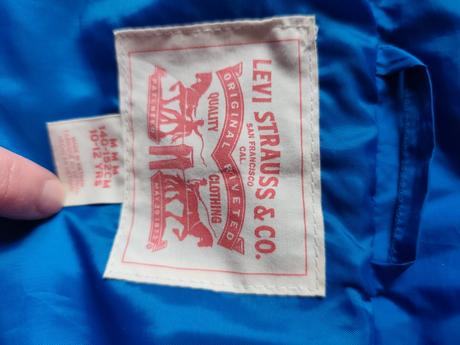 LEVI STRAUSS & CO.
SAN FRANCISCO
CAL.
ORIGINAL RIVETED
QUALITY
CLOTHING
M M M
140-152CM
10-12 YRS